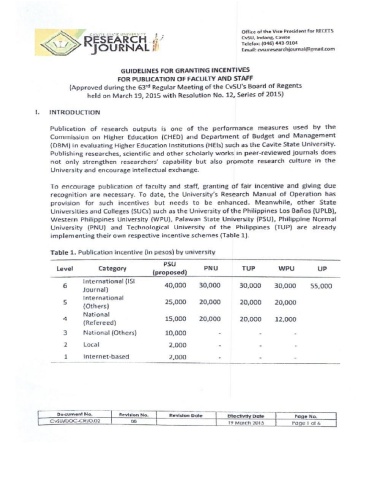 Office of the Vice President for RECETS
CvSU, Indang, Cavite
Telefax: (046) 443-0104
Email: cvsuresearchjournal@gmail.com
RESEARCH
JOURNAL
GUIDELINES FOR GRANTING INCENTIVES
FOR PUBLICATION OF FACULTY AND STAFF
(Approved during the 63rd Regular Meeting of the CvSU's Board of Regents
held on March 19, 2015 with Resolution No. 12, Series of 2015)
I. INTRODUCTION
Publication of research outputs is one of the performance measures used by the
Commission on Higher Education (CHED) and Department of Budget and Management
(DBM) in evaluating Higher Education Institutions (HEIs) such as the Cavite State University.
Publishing researches, scientific and other scholarly works in peer-reviewed journals does
not only strengthen researchers' capability but also promote research culture in the
University and encourage intellectual exchange.
To encourage publication of faculty and staff, granting of fair incentive and giving due
recognition are necessary. To date, the University's Research Manual of Operation has
provision for such incentives but needs to be enhanced. Meanwhile, other State
Universities and Colleges (SUCs) such as the University of the Philippines Los Baños (UPLB),
Western Philippines University (WPU), Palawan State University (PSU), Philippine Normal
University (PNU) and Technological University of the Philippines (TUP) are already
implementing their own respective incentive schemes (Table 1).
Table 1. Publication incentive (in pesos) by university
Level Category PSU (proposed) PNU TUP WPU UP
6 International (ISI Journal) 40,000 30,000 30,000 30,000 55,000
5 International (Others) 25,000 20,000 20,000 20,000
4 National (Refereed) 15,000 20,000 20,000 12,000
3 National (Others) 10,000 - - -
2 Local 2,000 - - -
1 Internet-based 2,000 - - -
Document No. Revision No. Revision Date Effectivity Date Page No.
00 19 March 2015 Page 1 of 6